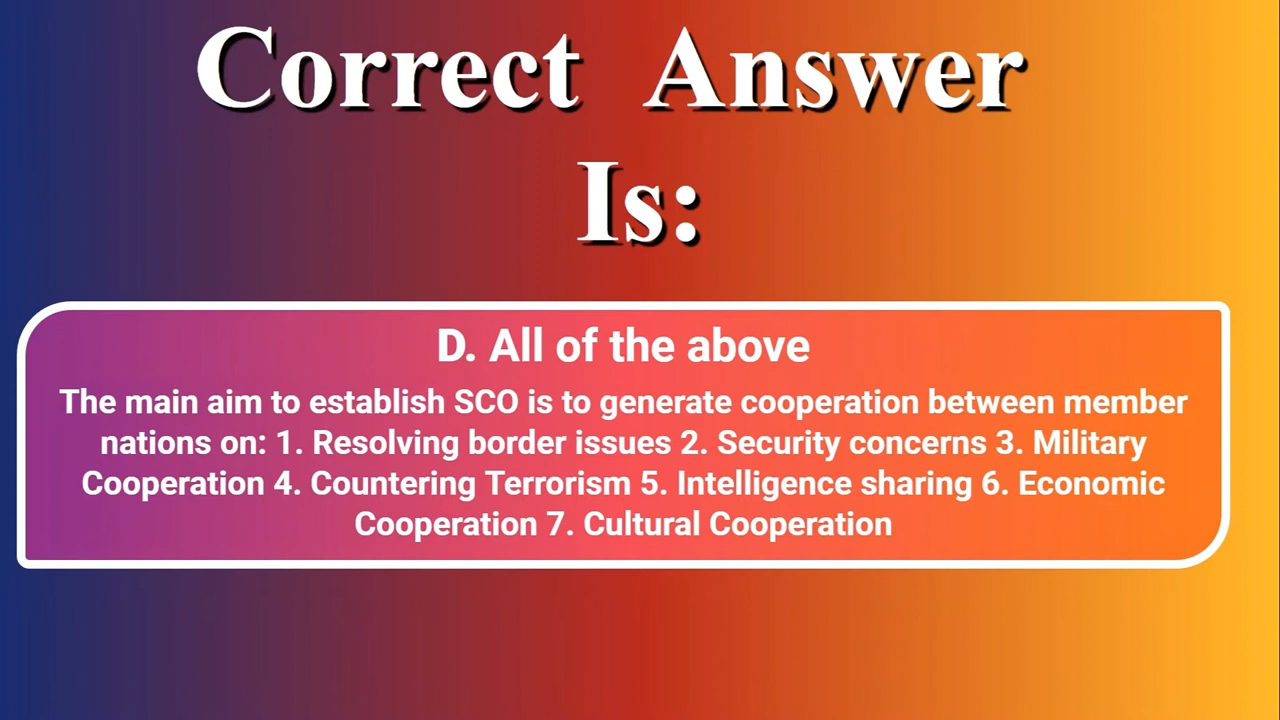 Correct Answer
Is:
D. All of the above
The main aim to establish SCO is to generate cooperation between member
nations on: 1. Resolving border issues 2. Security concerns 3. Military
Cooperation 4. Countering Terrorism 5. Intelligence sharing 6. Economic
Cooperation 7. Cultural Cooperation